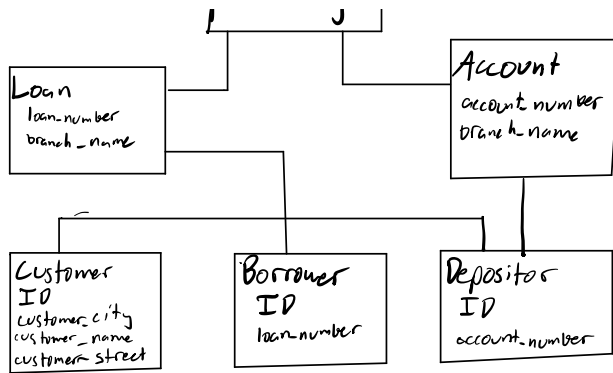 Loan
loan_number
branch_name
Account
account_number
branch_name
Customer
ID
customer_city
customer_name
customer_street
Borrower
ID
loan_number
Depositor
ID
account_number